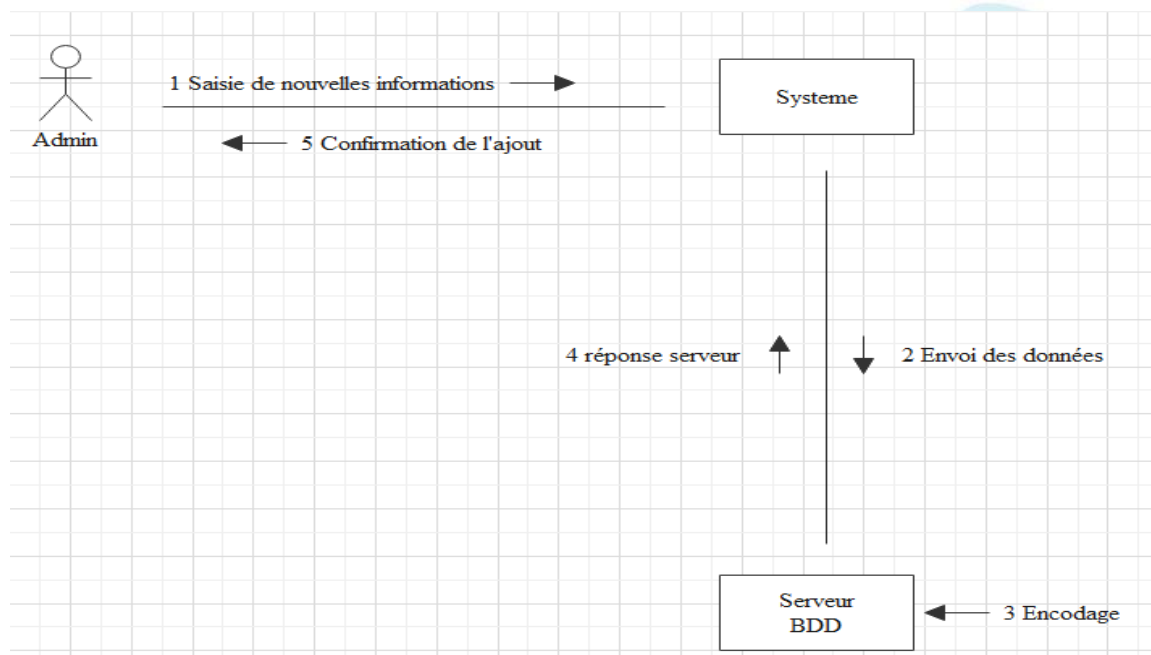 1 Saisie de nouvelles informations
Systeme
Admin
5 Confirmation de l'ajout
4 réponse serveur
2 Envoi des données
Serveur
BDD
3 Encodage